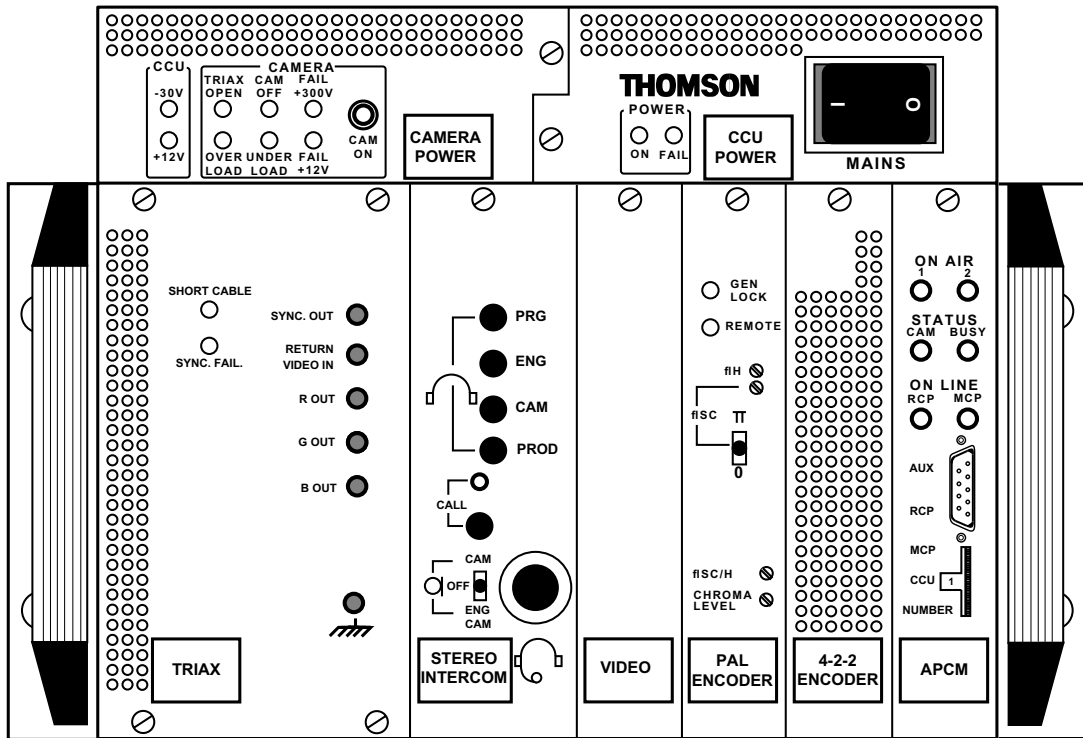 CCU
-30V
+12V
CAMERA
TRIAX OPEN
CAM OFF
FAIL +300V
OVER LOAD
UNDER LOAD
FAIL +12V
CAM ON
CAMERA POWER
THOMSON
POWER
ON FAIL
CCU POWER
I O
MAINS
SHORT CABLE
SYNC. FAIL.
SYNC. OUT
RETURN
VIDEO IN
R OUT
G OUT
B OUT
TRIAX
PRG
ENG
CAM
PROD
CALL
CAM
OFF
ENG
CAM
STEREO
INTERCOM
VIDEO
GEN
LOCK
REMOTE
flH
flSC
π
0
flSC/H
CHROMA
LEVEL
PAL
ENCODER
4-2-2
ENCODER
ON AIR
1 2
STATUS
CAM BUSY
ON LINE
RCP MCP
AUX
RCP
MCP
CCU 1
NUMBER
APCM